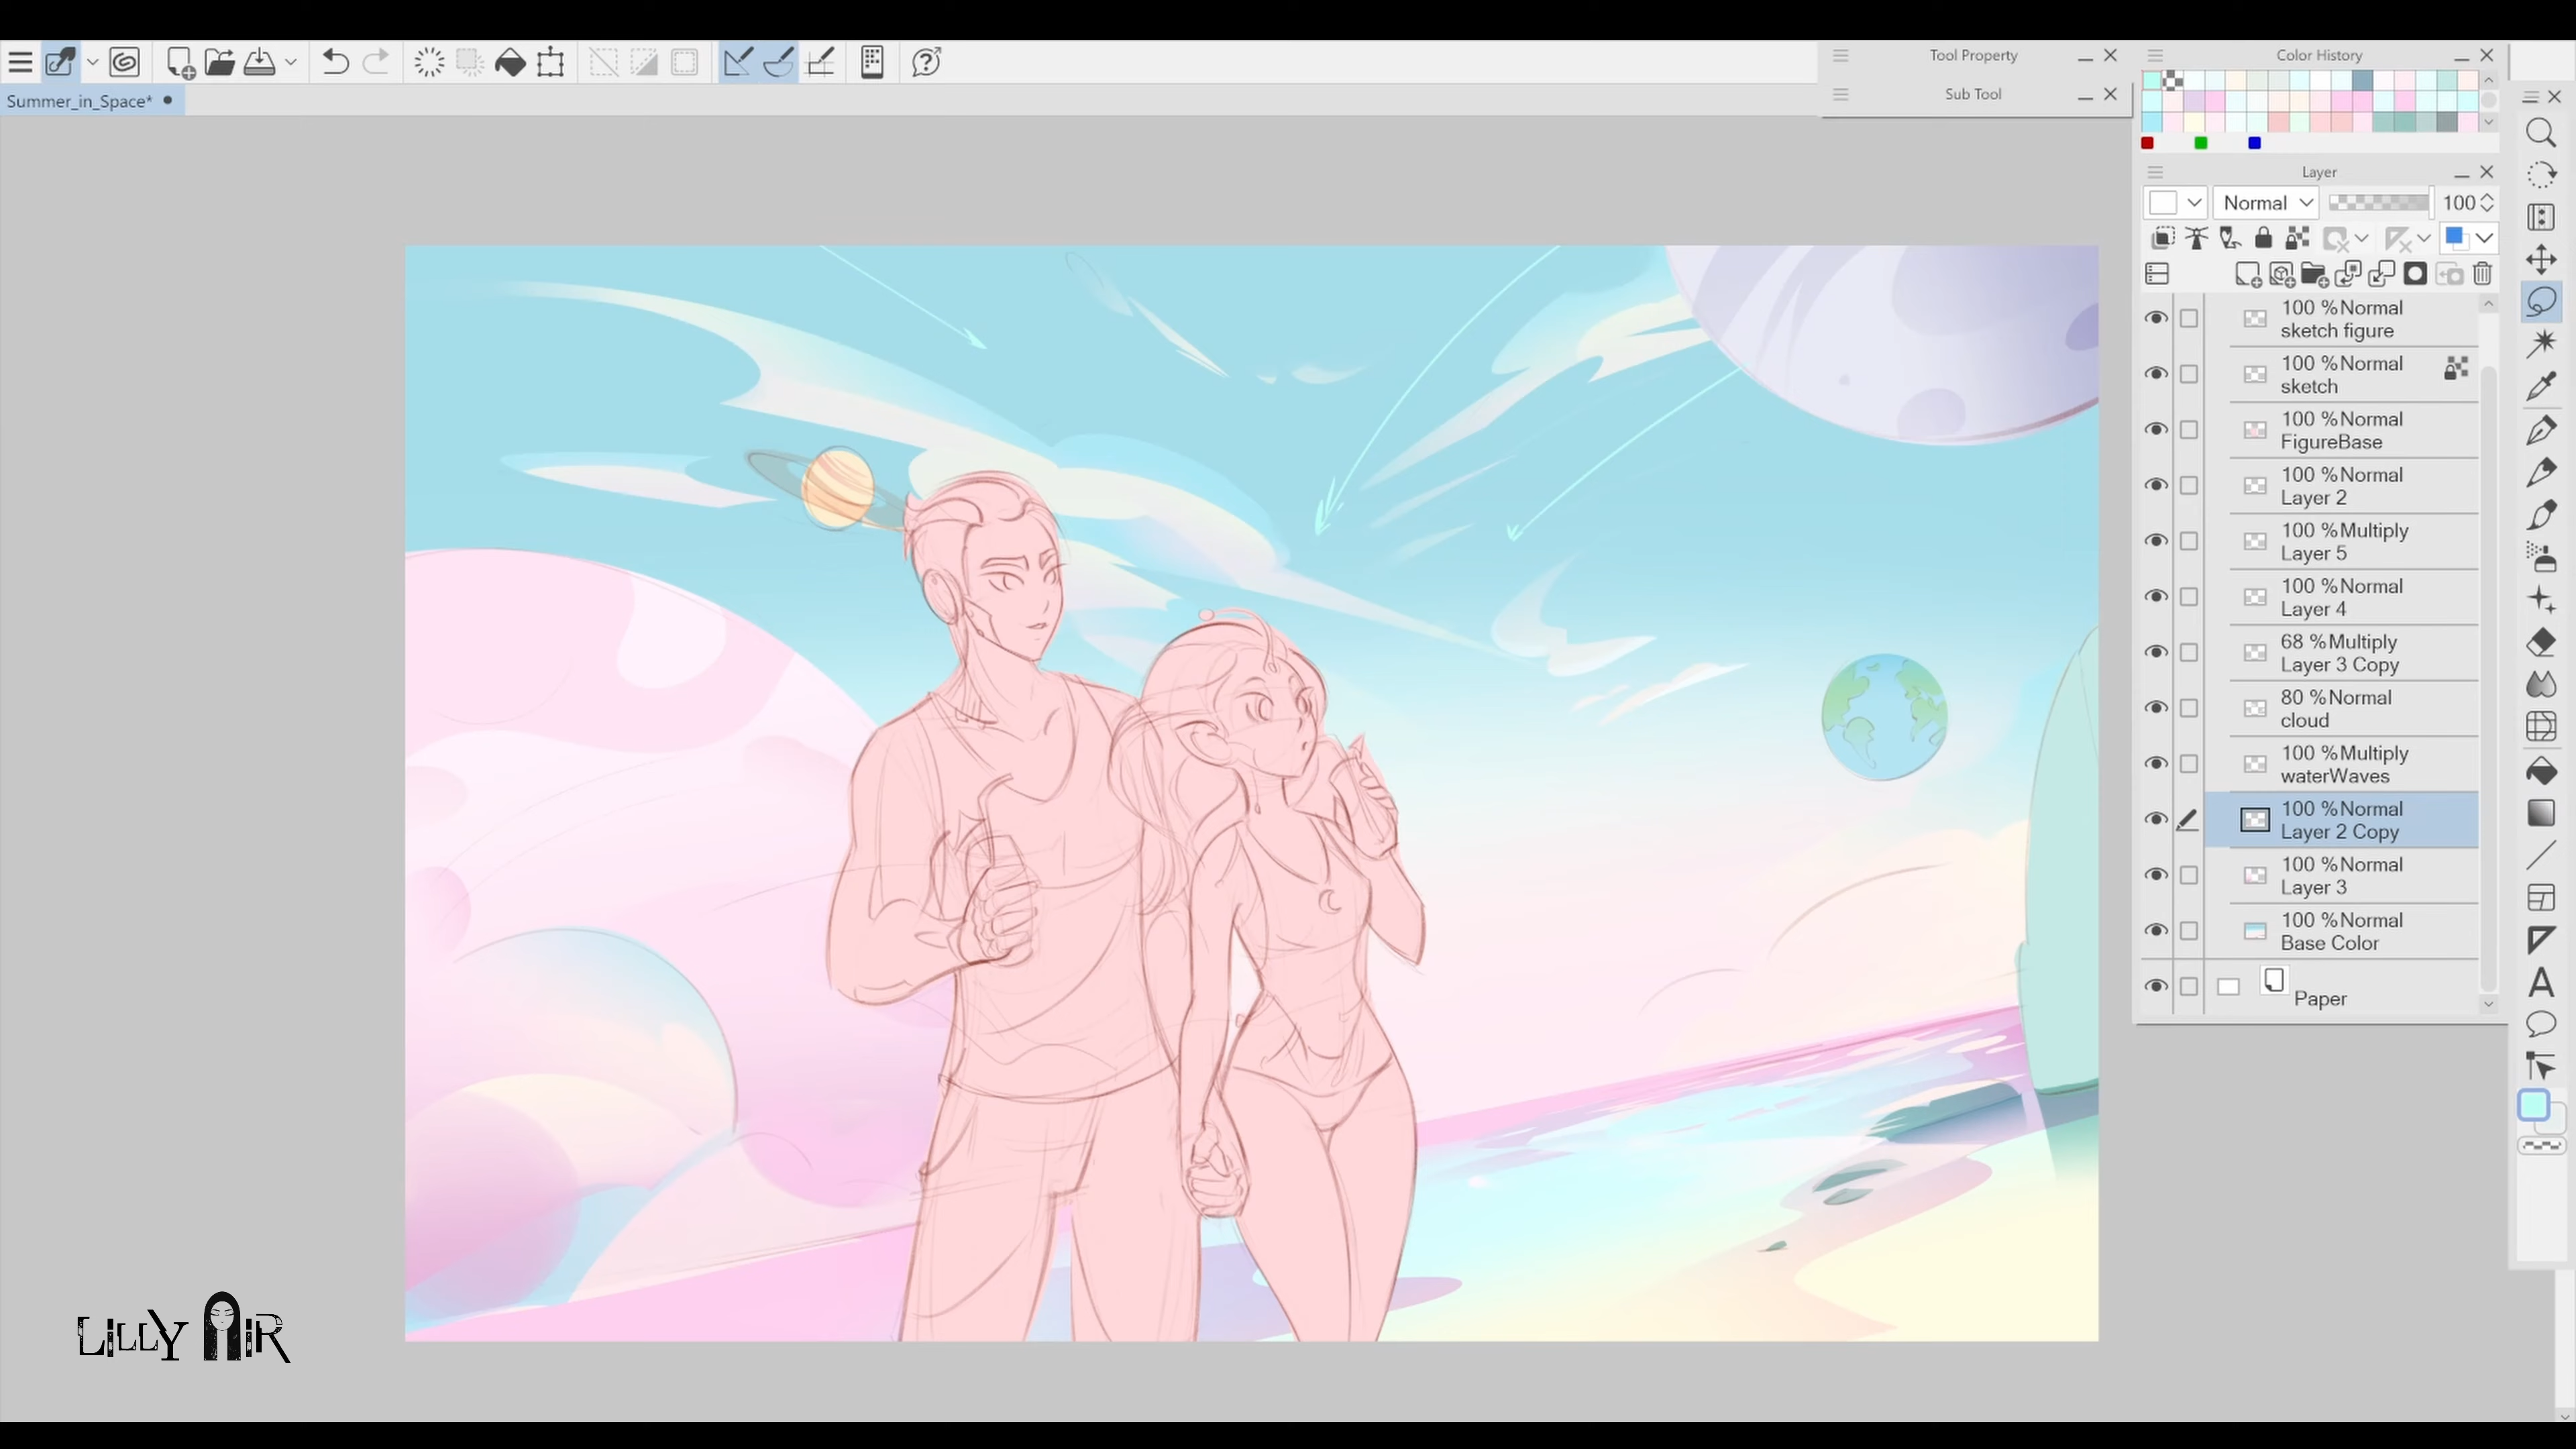 Tool Property
Color History
Summer_in_Space*
Sub Tool
Layer
Normal
100
100 %Normal
sketch figure
100 %Normal
sketch
100 %Normal
FigureBase
100 %Normal
Layer 2
100 %Multiply
Layer 5
100 %Normal
Layer 4
68 %Multiply
Layer 3 Copy
80 %Normal
cloud
100 %Multiply
waterWaves
100 %Normal
Layer 2 Copy
100 %Normal
Layer 3
100 %Normal
Base Color
Paper
A
LiLLY AiR